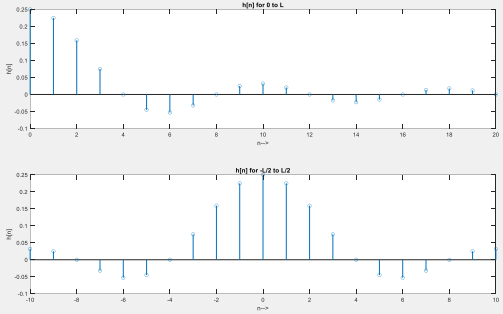 h[n] for 0 to L
0.25
0.2
0.15
0.1
0.05
0
-0.05
-0.1
h[n]
0 2 4 6 8 10 12 14 16 18 20
n-->
h[n] for -L/2 to L/2
0.25
0.2
0.15
0.1
0.05
0
-0.05
-0.1
h[n]
-10 -8 -6 -4 -2 0 2 4 6 8 10
n-->